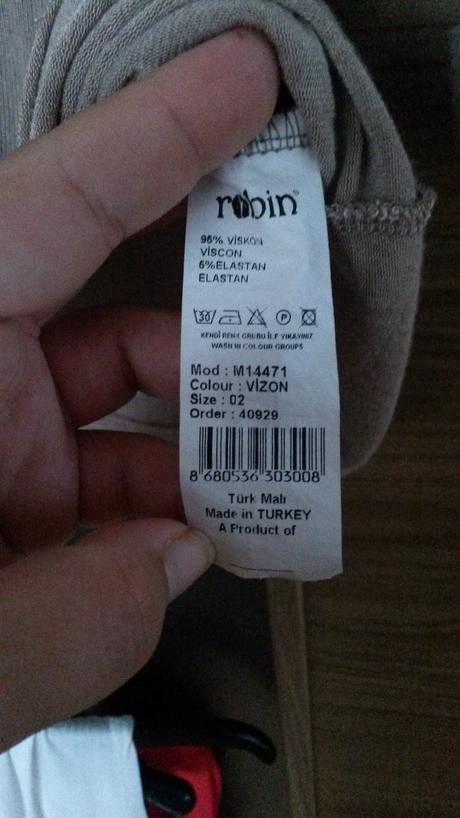 robin
95% VİSKON
VİSCON
5%ELASTAN
ELASTAN
30 P
KENDİ RENK GRUBU İLE YIKAYINIZ
WASH IN COLOUR GROUPS
Mod : M14471
Colour : VİZON
Size : 02
Order : 40929
8 680536 303008
Türk Malı
Made in TURKEY
A Product of